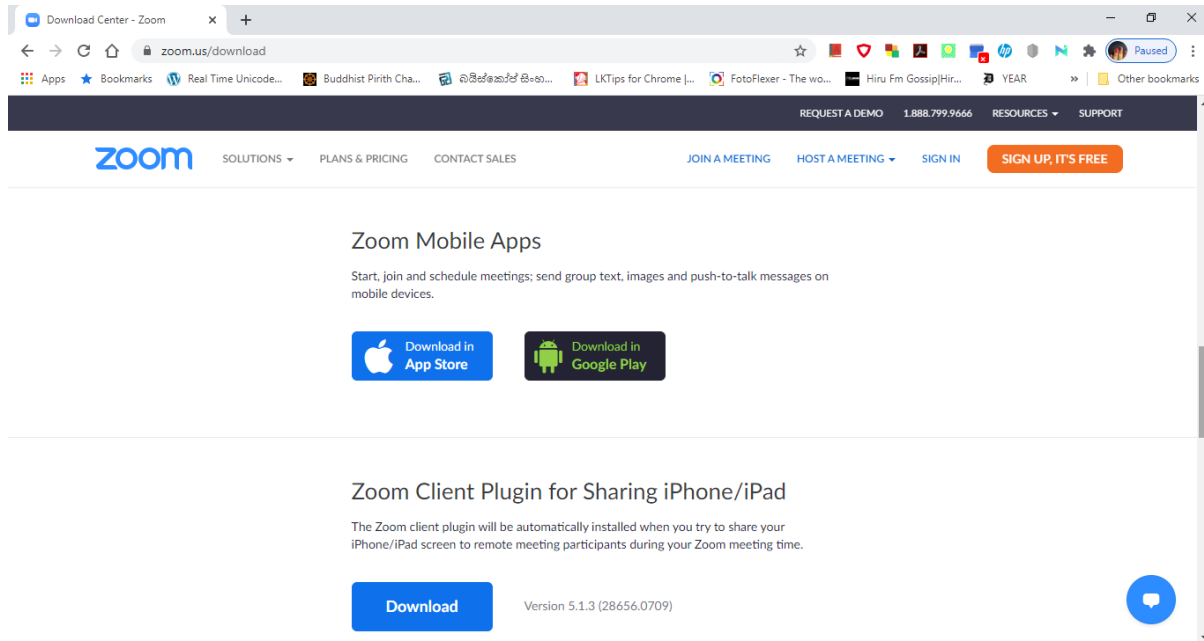 Download Center - Zoom
zoom.us/download
Paused
Apps
Bookmarks
Real Time Unicode...
Buddhist Pirith Cha...
බයිස්කෝප් සිංහ...
LKTips for Chrome |...
FotoFlexer - The wo...
Hiru Fm Gossip|Hir...
YEAR
»
Other bookmarks
REQUEST A DEMO
1.888.799.9666
RESOURCES
SUPPORT
zoom
SOLUTIONS
PLANS & PRICING
CONTACT SALES
JOIN A MEETING
HOST A MEETING
SIGN IN
SIGN UP, IT'S FREE
Zoom Mobile Apps
Start, join and schedule meetings; send group text, images and push-to-talk messages on
mobile devices.
Download in
App Store
Download in
Google Play
Zoom Client Plugin for Sharing iPhone/iPad
The Zoom client plugin will be automatically installed when you try to share your
iPhone/iPad screen to remote meeting participants during your Zoom meeting time.
Download
Version 5.1.3 (28656.0709)